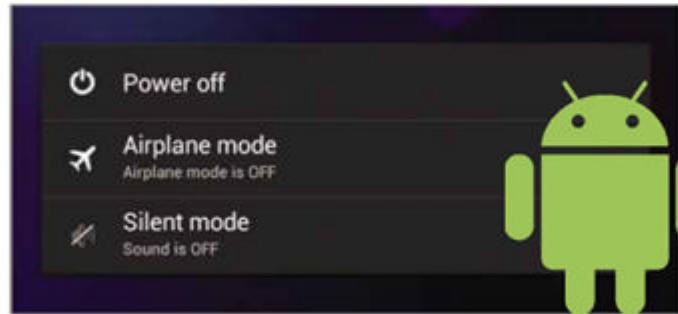 Power off
Airplane mode
Airplane mode is OFF
Silent mode
Sound is OFF